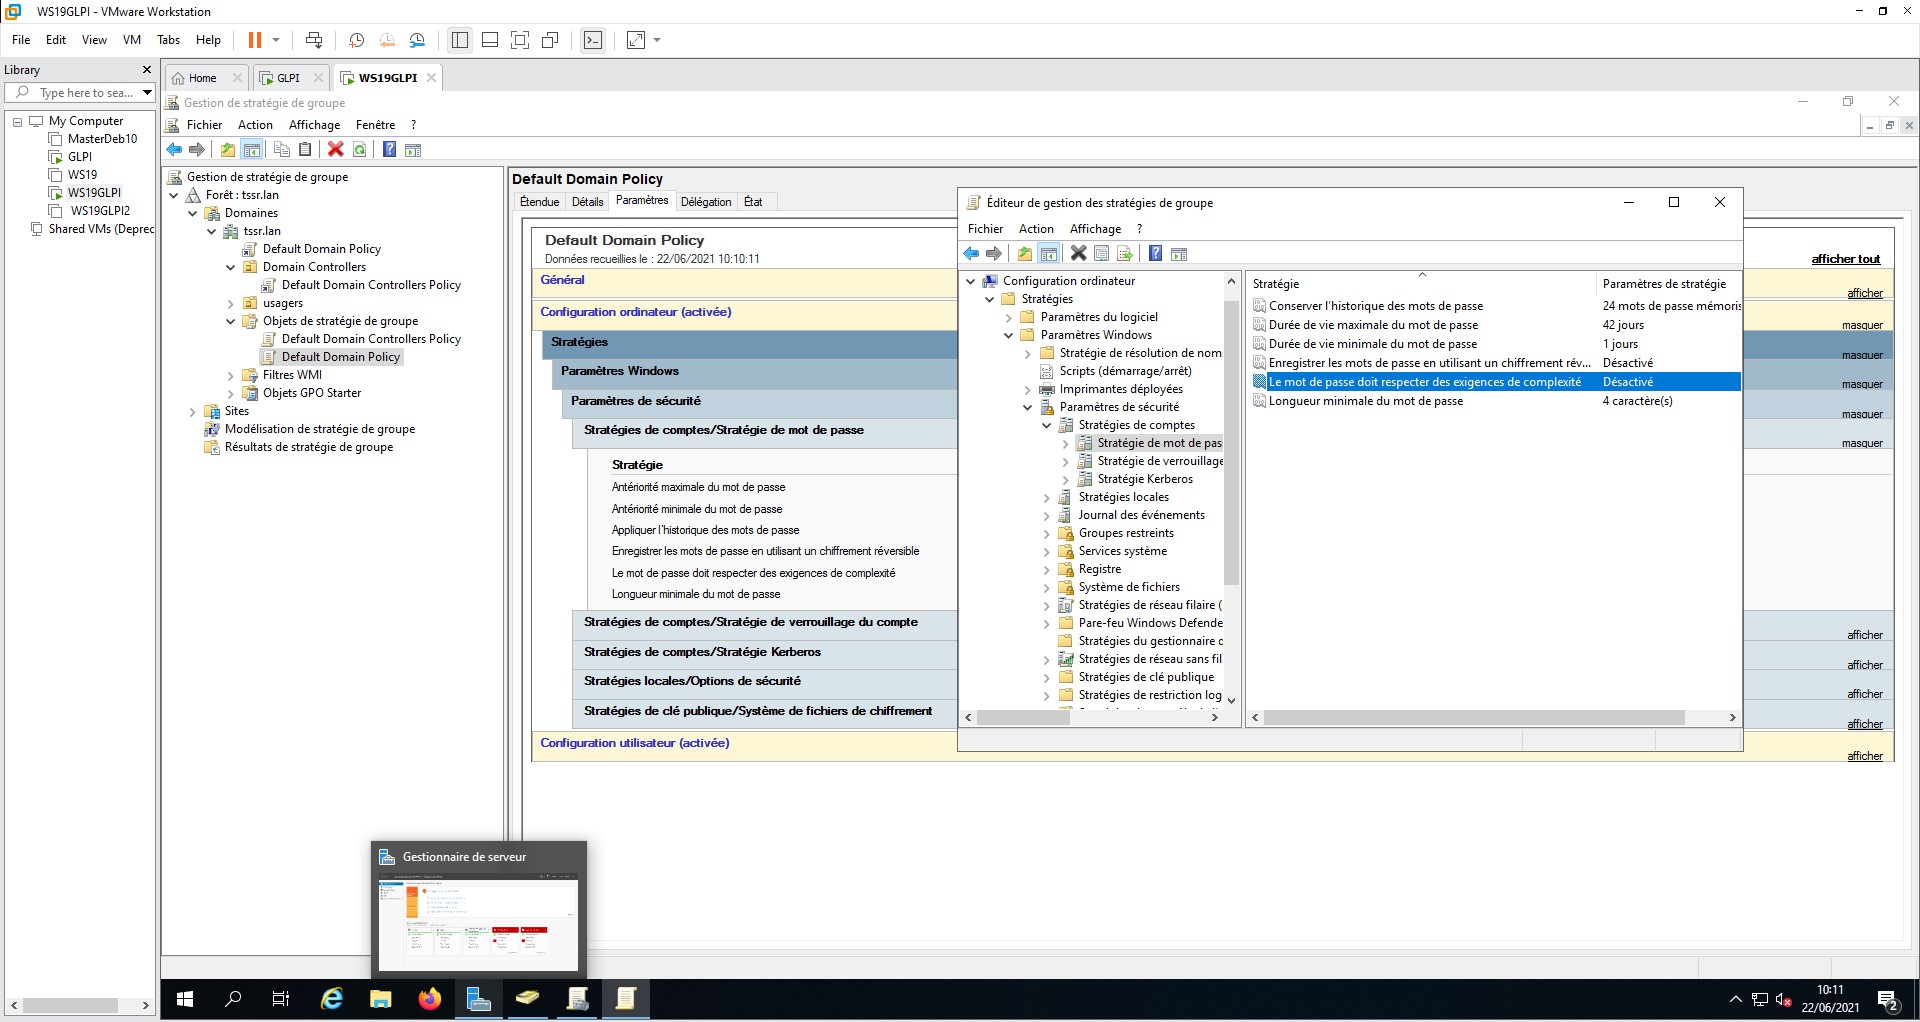 WS19GLPI - VMware Workstation
File Edit View VM Tabs Help
Library
Type here to sea...
My Computer
MasterDeb10
GLPI
WS19
WS19GLPI
WS19GLPI2
Shared VMs (Deprec
Home GLPI WS19GLPI
Gestion de stratégie de groupe
Fichier Action Affichage Fenêtre ?
Gestion de stratégie de groupe
Forêt : tssr.lan
Domaines
tssr.lan
Default Domain Policy
Domain Controllers
Default Domain Controllers Policy
usagers
Objets de stratégie de groupe
Default Domain Controllers Policy
Default Domain Policy
Filtres WMI
Objets GPO Starter
Sites
Modélisation de stratégie de groupe
Résultats de stratégie de groupe
Default Domain Policy
Étendue Détails Paramètres Délégation État
Default Domain Policy
Données recueillies le : 22/06/2021 10:10:11
afficher tout
Général
afficher
Configuration ordinateur (activée)
masquer
Stratégies
masquer
Paramètres Windows
masquer
Paramètres de sécurité
masquer
Stratégies de comptes/Stratégie de mot de passe
masquer
Stratégie
Antériorité maximale du mot de passe
Antériorité minimale du mot de passe
Appliquer l'historique des mots de passe
Enregistrer les mots de passe en utilisant un chiffrement réversible
Le mot de passe doit respecter des exigences de complexité
Longueur minimale du mot de passe
Stratégies de comptes/Stratégie de verrouillage du compte
afficher
Stratégies de comptes/Stratégie Kerberos
afficher
Stratégies locales/Options de sécurité
afficher
Stratégies de clé publique/Système de fichiers de chiffrement
afficher
Configuration utilisateur (activée)
afficher
Éditeur de gestion des stratégies de groupe
Fichier Action Affichage ?
Configuration ordinateur
Stratégies
Paramètres du logiciel
Paramètres Windows
Stratégie de résolution de nom
Scripts (démarrage/arrêt)
Imprimantes déployées
Paramètres de sécurité
Stratégies de comptes
Stratégie de mot de pas
Stratégie de verrouillage
Stratégie Kerberos
Stratégies locales
Journal des événements
Groupes restreints
Services système
Registre
Système de fichiers
Stratégies de réseau filaire (
Pare-feu Windows Defende
Stratégies du gestionnaire d
Stratégies de réseau sans fil
Stratégies de clé publique
Stratégies de restriction log
Stratégie Paramètres de stratégie
Conserver l'historique des mots de passe 24 mots de passe mémoris
Durée de vie maximale du mot de passe 42 jours
Durée de vie minimale du mot de passe 1 jours
Enregistrer les mots de passe en utilisant un chiffrement rév... Désactivé
Le mot de passe doit respecter des exigences de complexité Désactivé
Longueur minimale du mot de passe 4 caractère(s)
Gestionnaire de serveur
10:11
22/06/2021
2